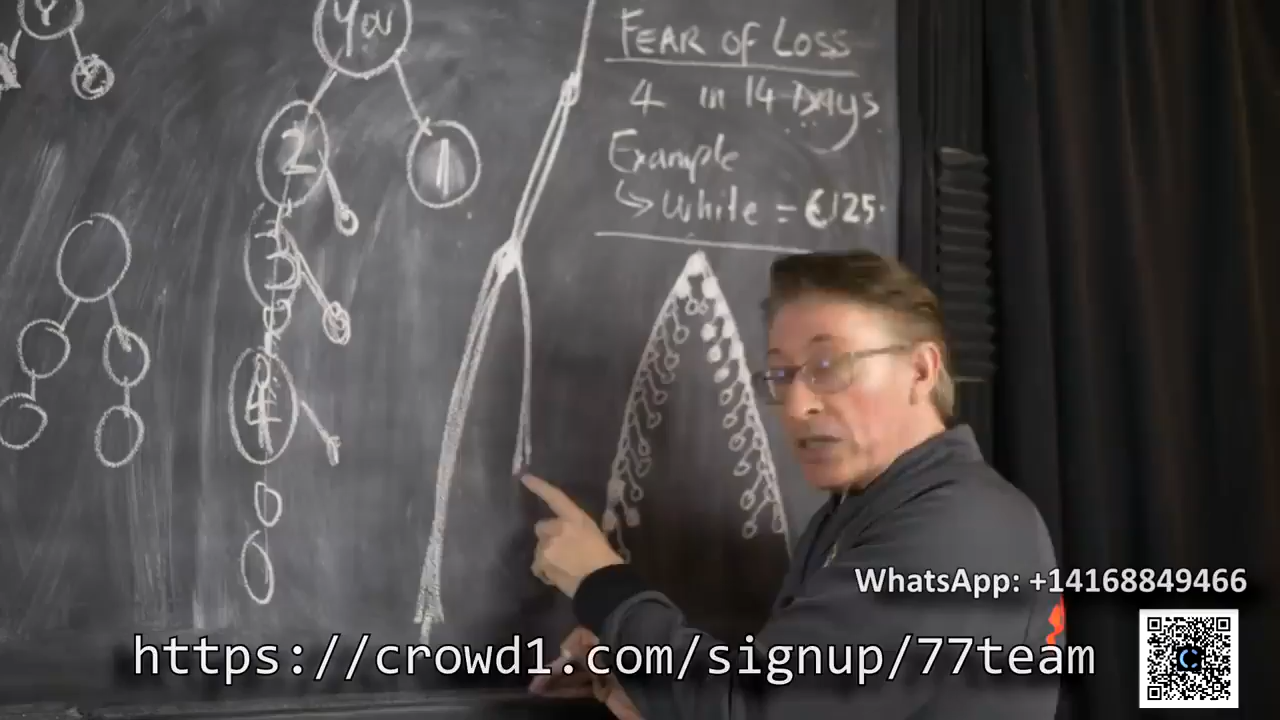 Y
2
You
2
1
3
4
FEAR OF LOSS
4 in 14 DAys
Example
↳ White = €125.
WhatsApp: +14168849466
https://crowd1.com/signup/77team